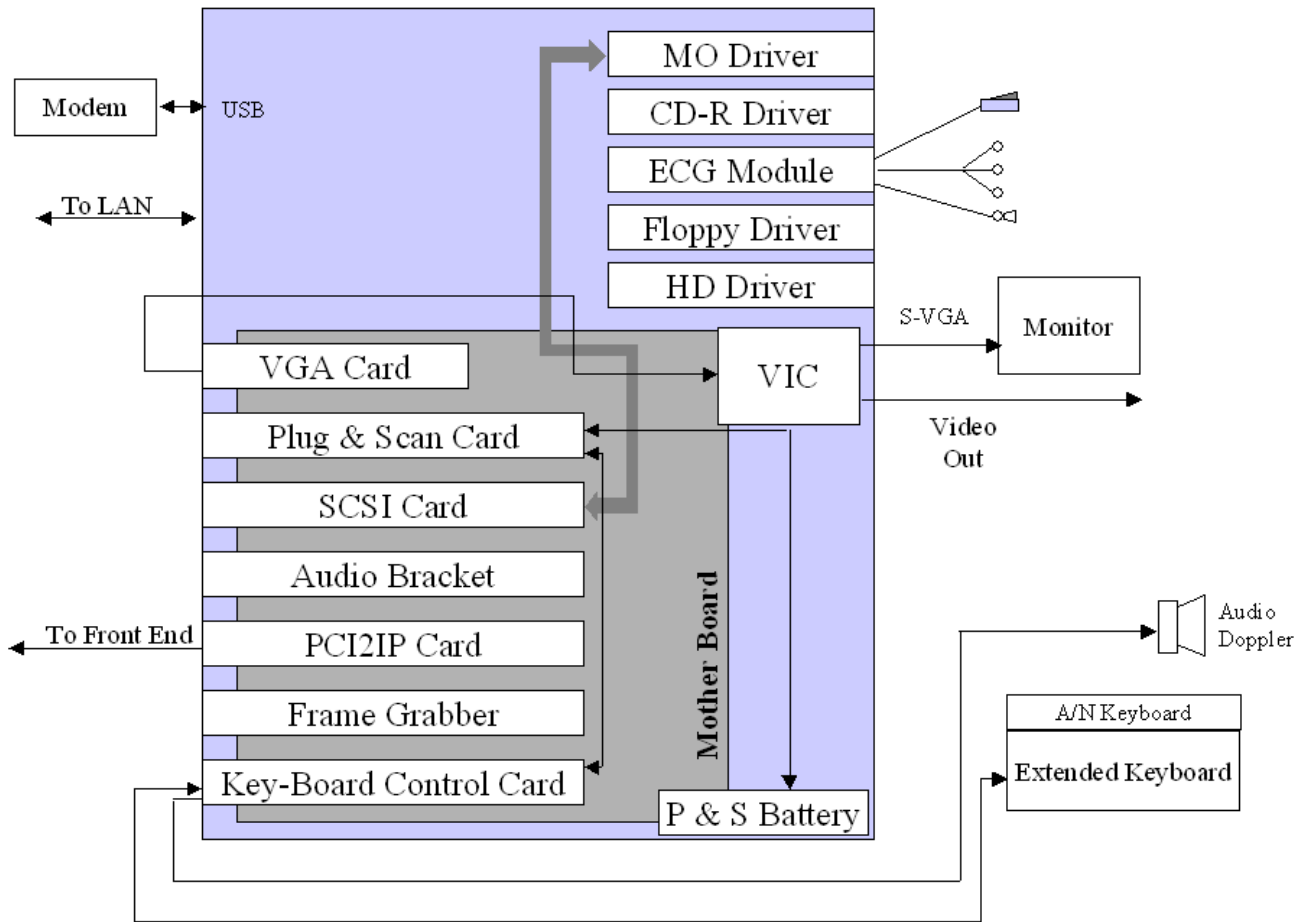 MO Driver
Modem
USB
CD-R Driver
ECG Module
To LAN
Floppy Driver
HD Driver
S-VGA
Monitor
VGA Card
VIC
Plug & Scan Card
Video
Out
SCSI Card
Audio Bracket
Mother Board
To Front End
PCI2IP Card
Audio
Doppler
Frame Grabber
A/N Keyboard
Key-Board Control Card
Extended Keyboard
P & S Battery